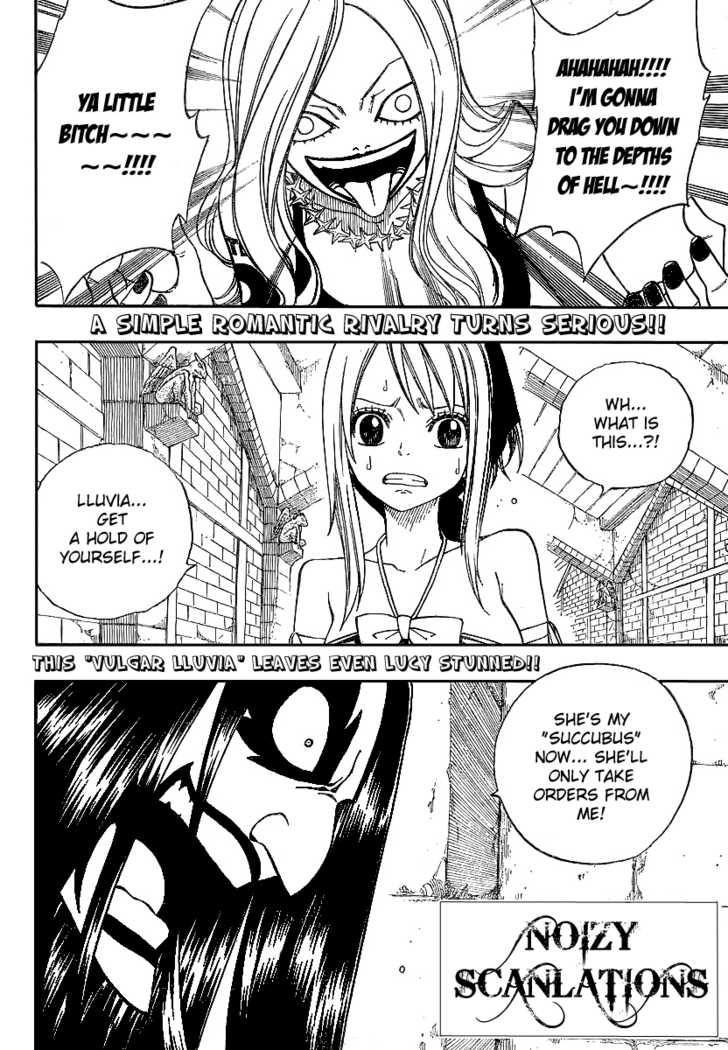 AHAHAHAH!!!!
I'M GONNA
DRAG YOU DOWN
TO THE DEPTHS
OF HELL~!!!!
YA LITTLE
BITCH~~~
~~!!!!
A SIMPLE ROMANTIC RIVALRY TURNS SERIOUS!!
WH...
WHAT IS
THIS...?!
LLUVIA...
GET
A HOLD OF
YOURSELF...!
THIS "VULGAR LLUVIA" LEAVES EVEN LUCY STUNNED!!
SHE'S MY
"SUCCUBUS"
NOW... SHE'LL
ONLY TAKE
ORDERS FROM
ME!
NOIZY
SCANLATIONS